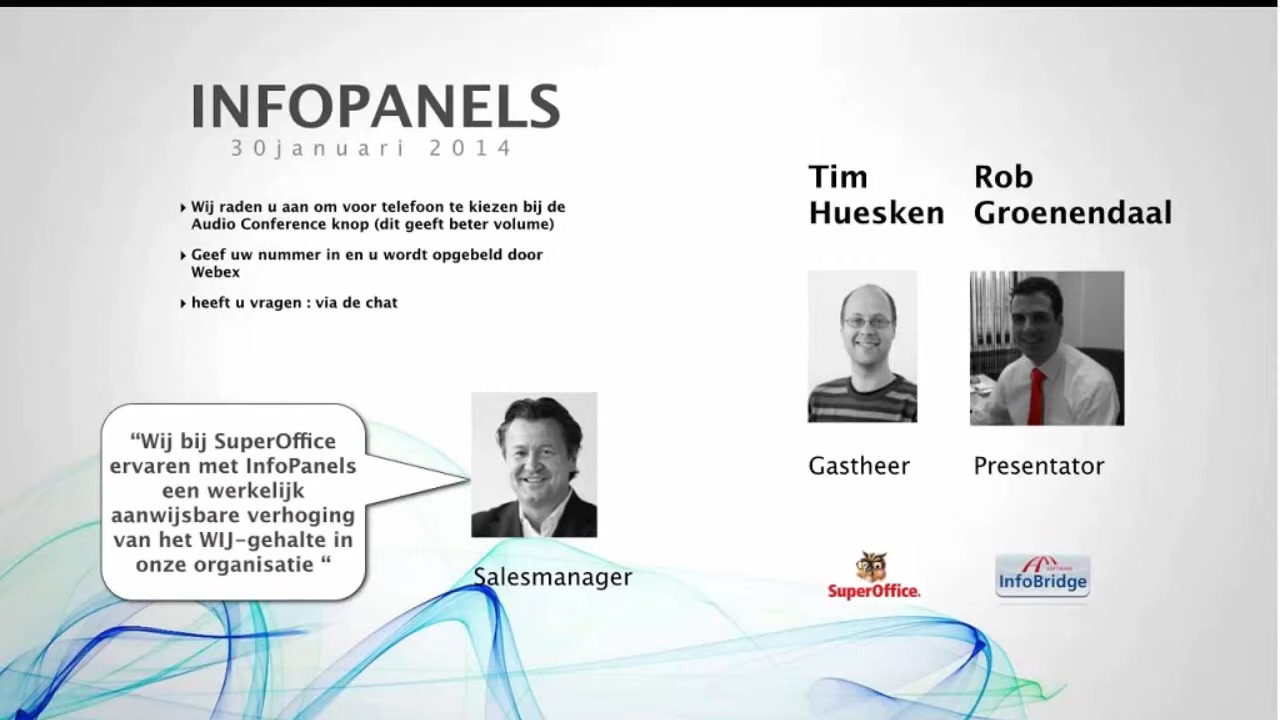 INFOPANELS
30januari 2014
Wij raden u aan om voor telefoon te kiezen bij de
Audio Conference knop (dit geeft beter volume)
Geef uw nummer in en u wordt opgebeld door
Webex
heeft u vragen : via de chat
“Wij bij SuperOffice
ervaren met InfoPanels
een werkelijk
aanwijsbare verhoging
van het WIJ-gehalte in
onze organisatie “
Salesmanager
Tim
Huesken
Gastheer
SuperOffice.
Rob
Groenendaal
Presentator
SOFTWARE
InfoBridge